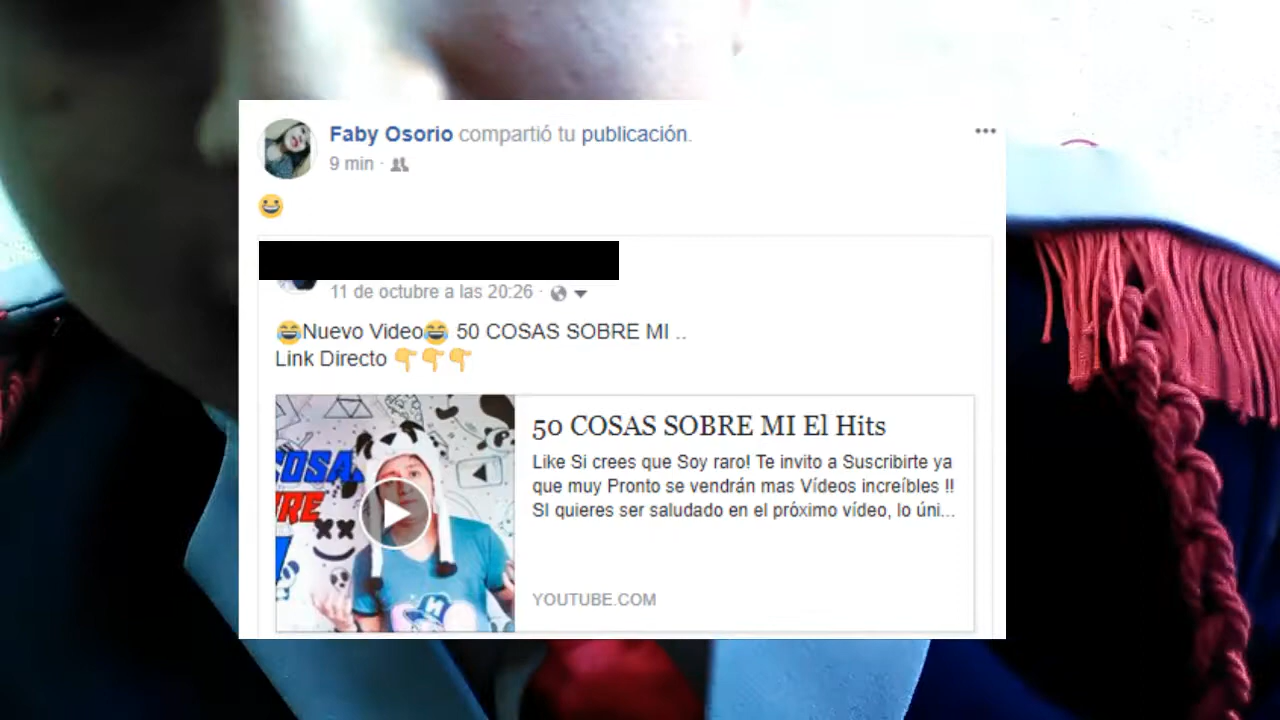 Faby Osorio compartió tu publicación.
9 min ·
11 de octubre a las 20:26 ·
😂Nuevo Video😂 50 COSAS SOBRE MI ..
Link Directo 👇👇👇
COSA
RE
50 COSAS SOBRE MI El Hits
Like Si crees que Soy raro! Te invito a Suscribirte ya
que muy Pronto se vendrán mas Vídeos increíbles !!
SI quieres ser saludado en el próximo vídeo, lo úni...
YOUTUBE.COM